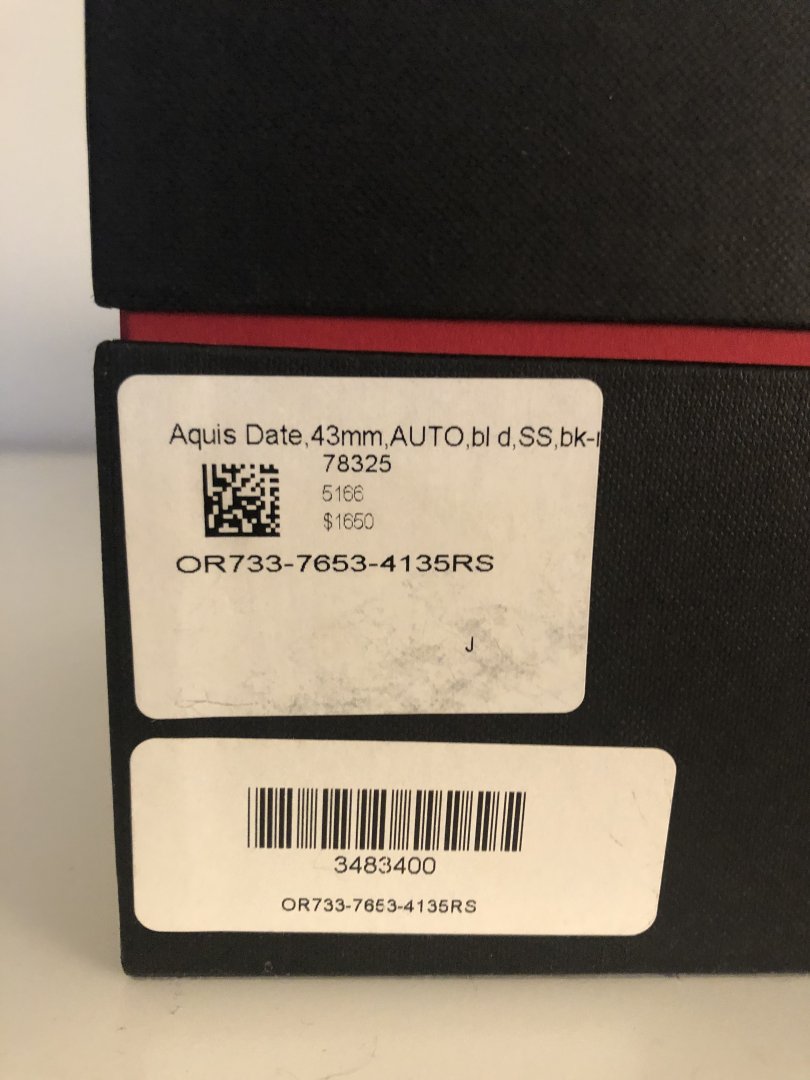 Aquis Date,43mm,AUTO,bl d,SS,bk-
78325
5166
$1650
OR733-7653-4135RS
J
3483400
OR733-7653-4135RS